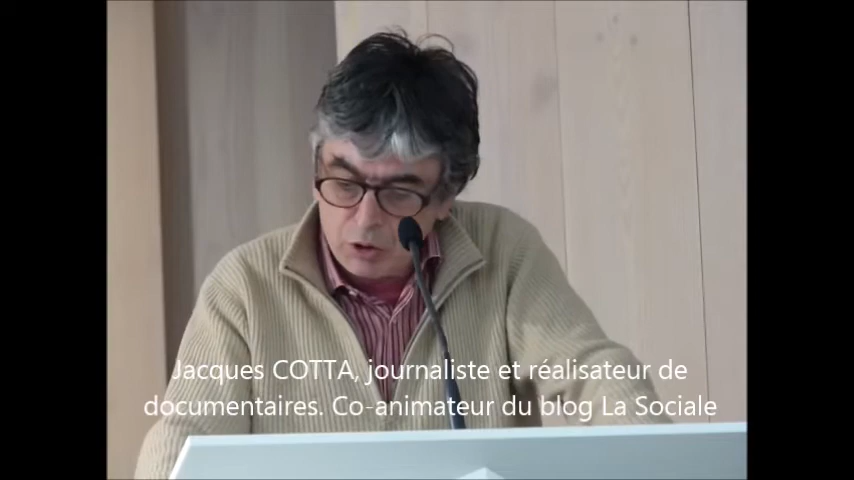 Jacques COTTA, journaliste et réalisateur de
documentaires. Co-animateur du blog La Sociale